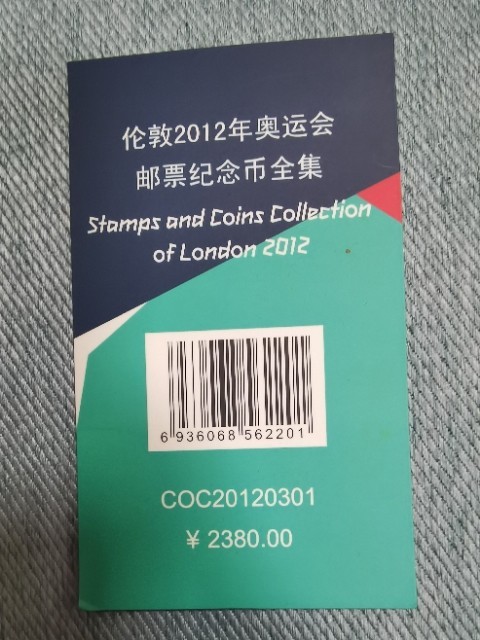 伦敦2012年奥运会
邮票纪念币全集
Stamps and Coins Collection
of London 2012
6 936068 562201
COC20120301
¥ 2380.00